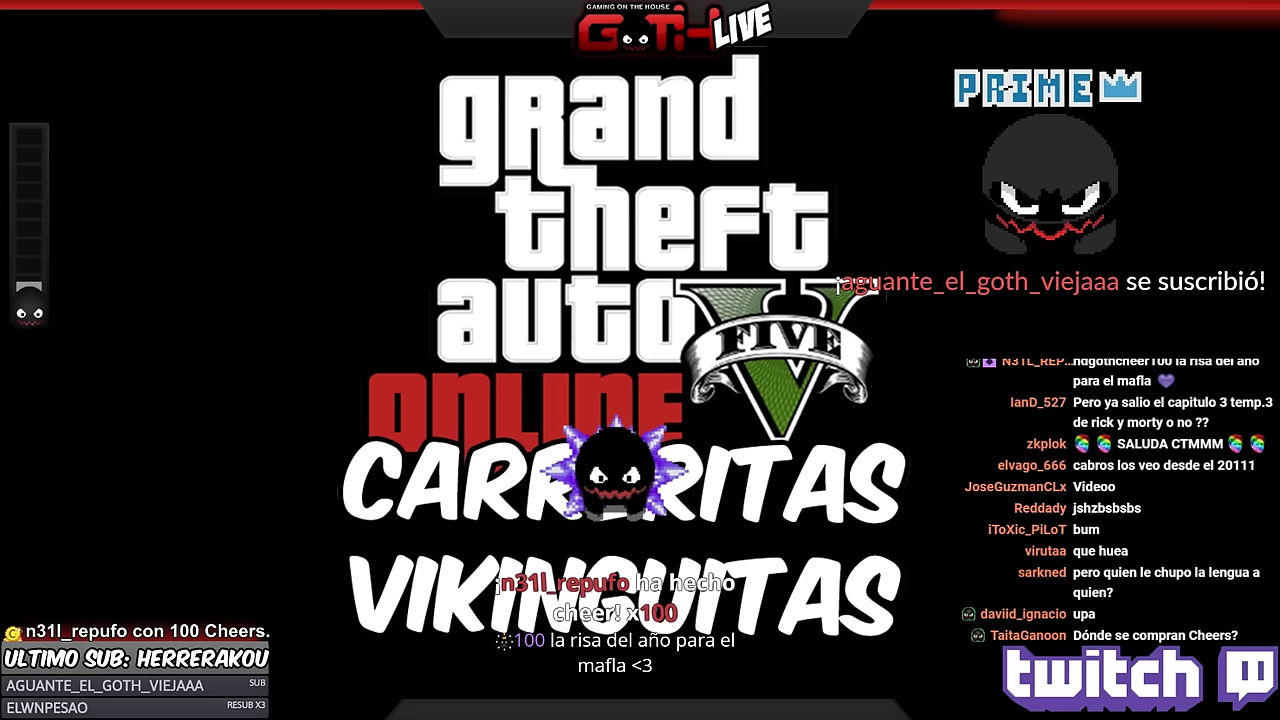 GAMING ON THE HOUSE
GOTH LIVE
grand
theft
auto
FIVE
ONLINE
CARRERITAS
VIKINGUITAS
¡n31l_repufo ha hecho
cheer! x100
100 la risa del año para el
mafla <3
PRIME
¡aguante_el_goth_viejaaa se suscribió!
N31L_REP... ndgothcheer100 la risa del año
para el mafla
IanD_527 Pero ya salio el capitulo 3 temp.3
de rick y morty o no ??
zkplok SALUDA CTMMM
elvago_666 cabros los veo desde el 20111
JoseGuzmanCLx Videoo
Reddady jshzbsbsbs
iToXic_PiLoT bum
virutaa que huea
sarkned pero quien le chupo la lengua a
quien?
daviid_ignacio upa
TaitaGanoon Dónde se compran Cheers?
twitch
n31l_repufo con 100 Cheers.
ULTIMO SUB: HERRERAKOU
AGUANTE_EL_GOTH_VIEJAAA SUB
ELWNPESAO RESUB X3